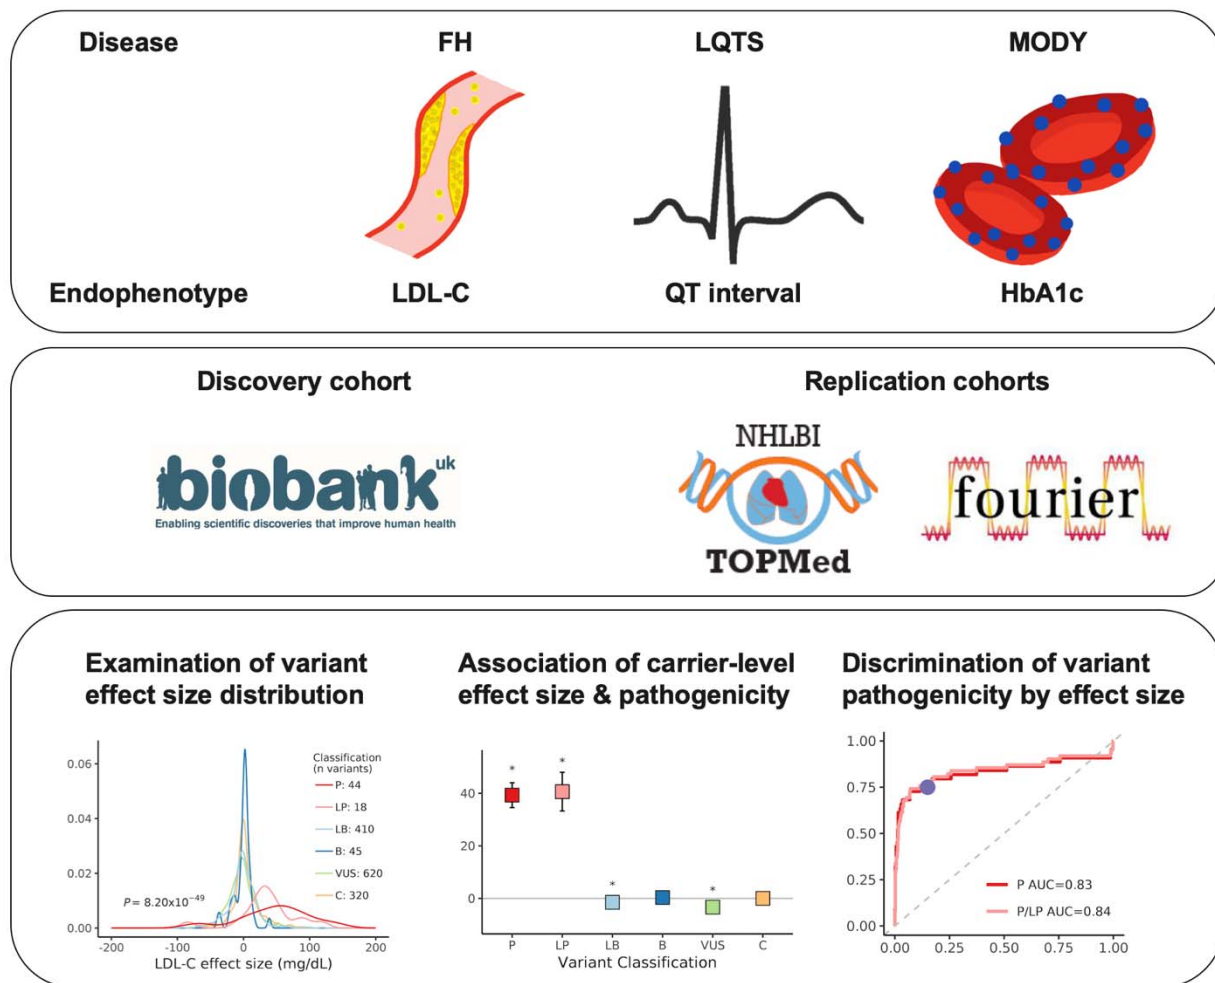 Disease FH LQTS MODY
Endophenotype LDL-C QT interval HbA1c
Discovery cohort
Replication cohorts
biobank uk
Enabling scientific discoveries that improve human health
NHLBI
TOPMed
fourier
Examination of variant
effect size distribution
0.06
0.04
0.02
0.00
Classification
(n variants)
P: 44
LP: 18
LB: 410
B: 45
VUS: 620
C: 320
P = 8.20x10⁻⁴⁹
-200 -100 0 100 200
LDL-C effect size (mg/dL)
Association of carrier-level
effect size & pathogenicity
* *
40
20
* *
0
P LP LB B VUS C
Variant Classification
Discrimination of variant
pathogenicity by effect size
1.00
0.75
0.50
0.25
0.00
P AUC=0.83
P/LP AUC=0.84
0.00 0.25 0.50 0.75 1.00